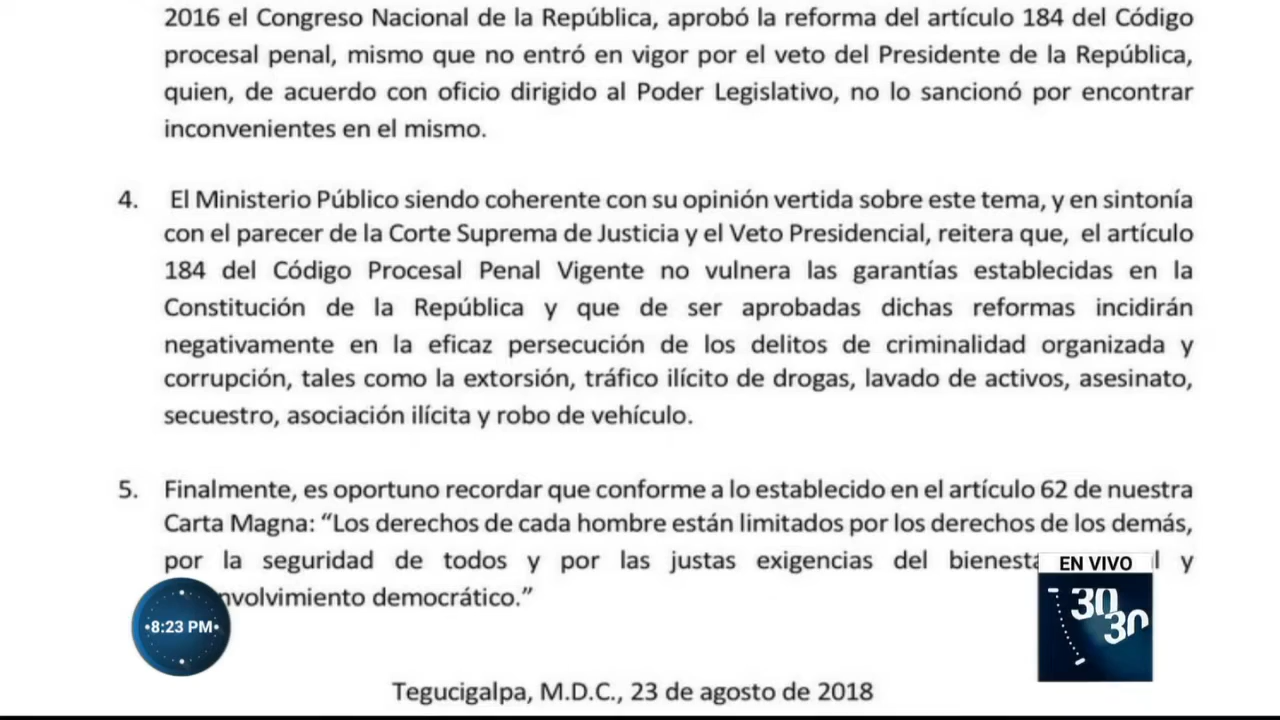 2016 el Congreso Nacional de la República, aprobó la reforma del artículo 184 del Código
procesal penal, mismo que no entró en vigor por el veto del Presidente de la República,
quien, de acuerdo con oficio dirigido al Poder Legislativo, no lo sancionó por encontrar
inconvenientes en el mismo.
4. El Ministerio Público siendo coherente con su opinión vertida sobre este tema, y en sintonía
con el parecer de la Corte Suprema de Justicia y el Veto Presidencial, reitera que, el artículo
184 del Código Procesal Penal Vigente no vulnera las garantías establecidas en la
Constitución de la República y que de ser aprobadas dichas reformas incidirán
negativamente en la eficaz persecución de los delitos de criminalidad organizada y
corrupción, tales como la extorsión, tráfico ilícito de drogas, lavado de activos, asesinato,
secuestro, asociación ilícita y robo de vehículo.
5. Finalmente, es oportuno recordar que conforme a lo establecido en el artículo 62 de nuestra
Carta Magna: “Los derechos de cada hombre están limitados por los derechos de los demás,
por la seguridad de todos y por las justas exigencias del y
democrático.”
EN VIVO
30
30
•8:23 PM•
Tegucigalpa, M.D.C., 23 de agosto de 2018